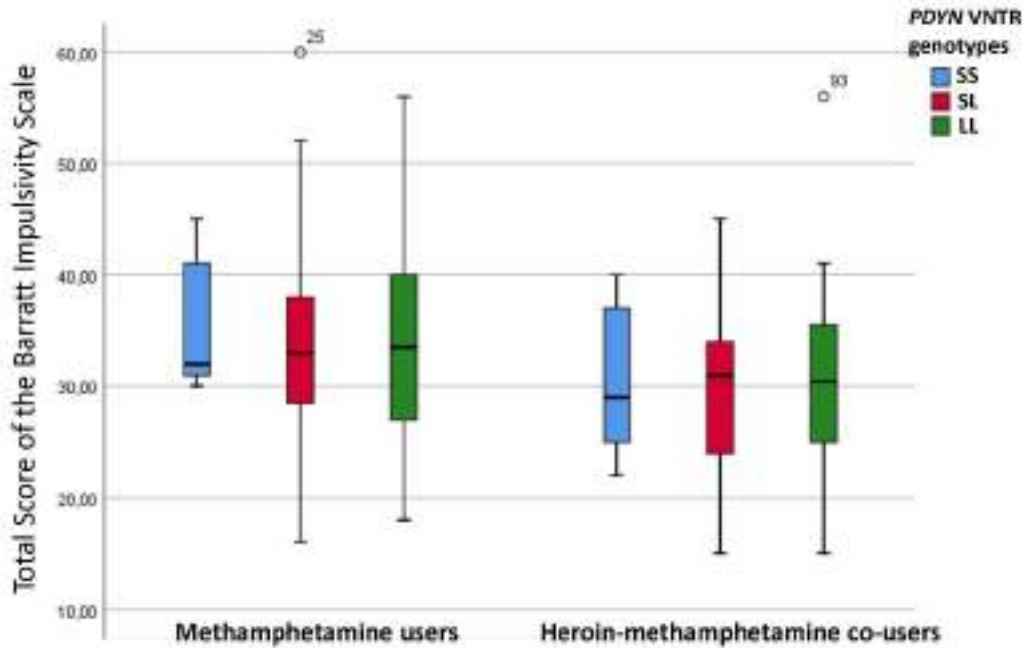 PDYN VNTR
genotypes
SS
SL
LL
Total Score of the Barratt Impulsivity Scale
60,00
50,00
40,00
30,00
20,00
10,00
25
93
Methamphetamine users
Heroin-methamphetamine co-users